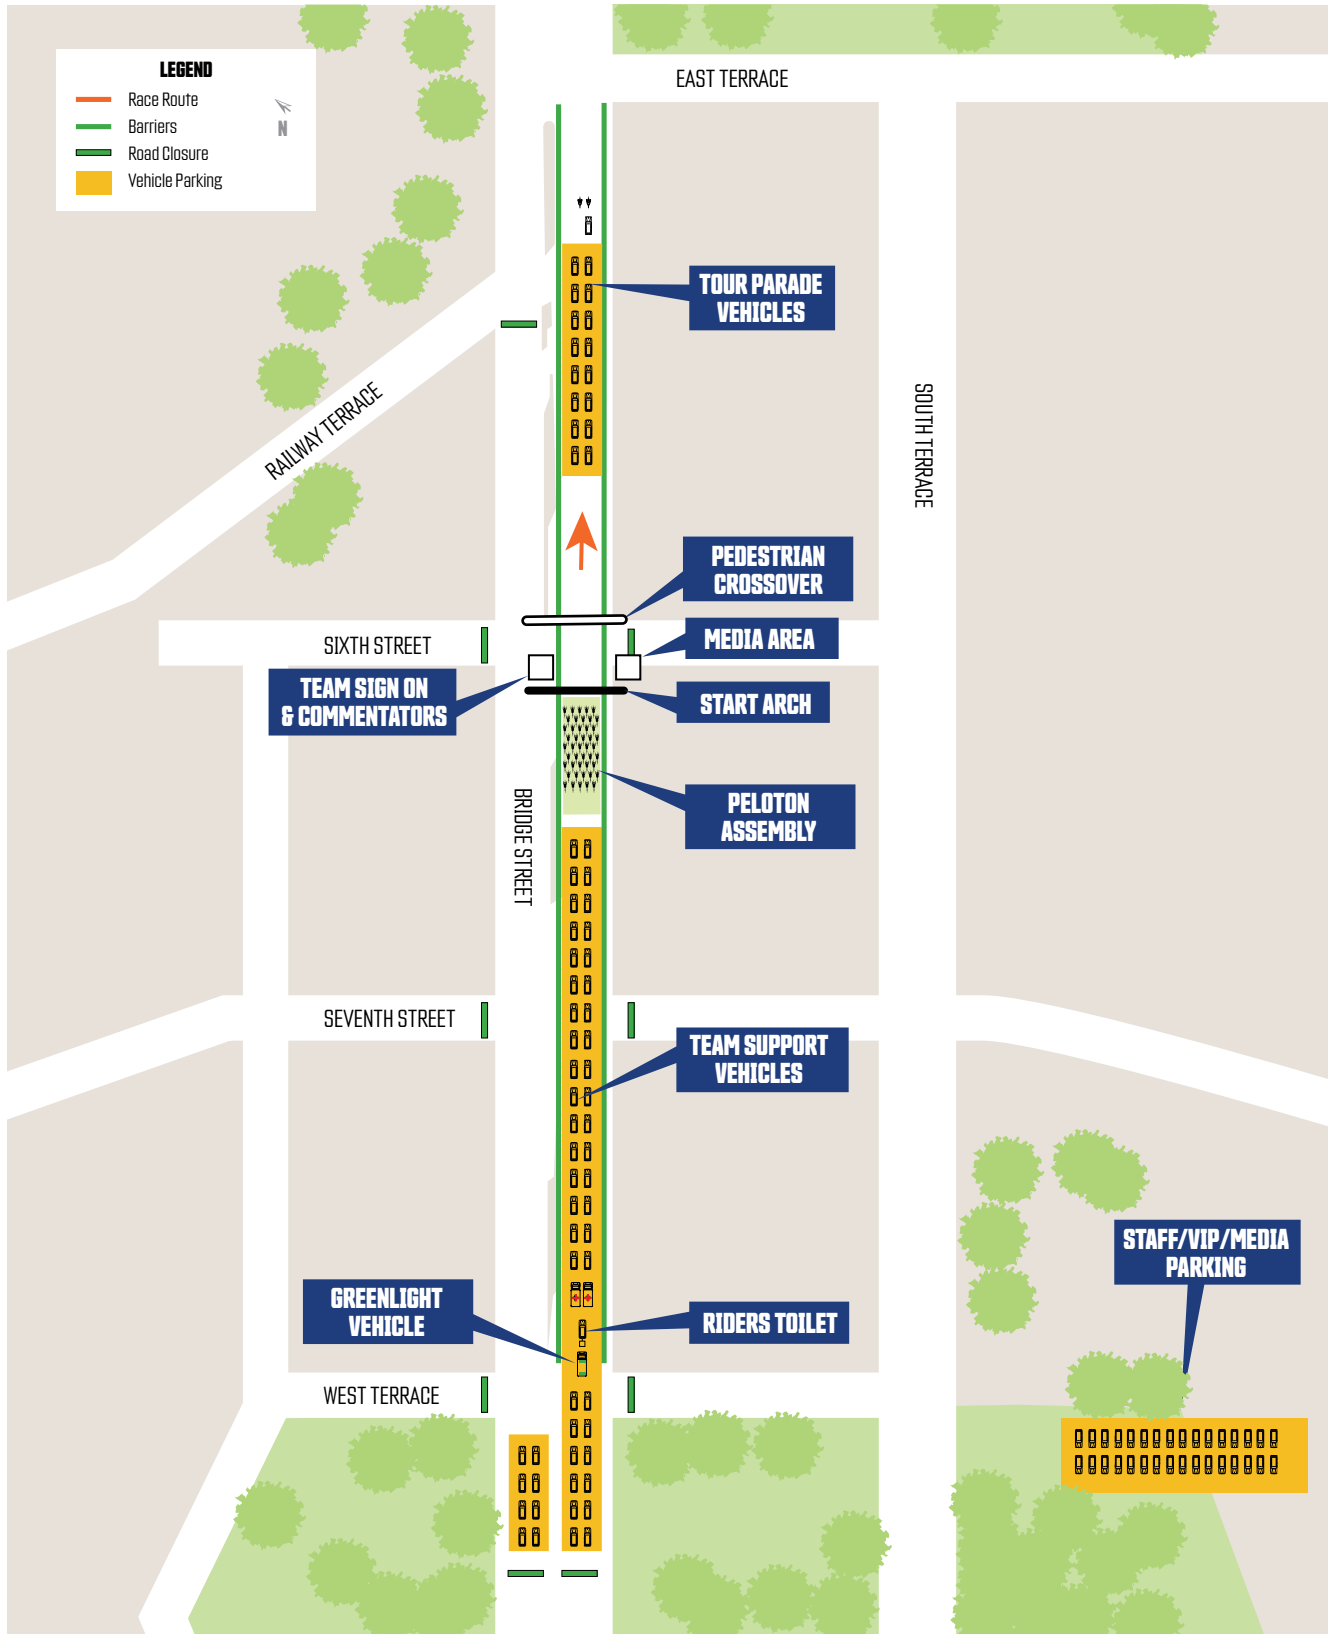 LEGEND
Race Route
Barriers
Road Closure
Vehicle Parking
N
EAST TERRACE
TOUR PARADE
VEHICLES
RAILWAY TERRACE
SOUTH TERRACE
PEDESTRIAN
CROSSOVER
SIXTH STREET
MEDIA AREA
TEAM SIGN ON
& COMMENTATORS
START ARCH
BRIDGE STREET
PELOTON
ASSEMBLY
SEVENTH STREET
TEAM SUPPORT
VEHICLES
STAFF/VIP/MEDIA
PARKING
GREENLIGHT
VEHICLE
RIDERS TOILET
WEST TERRACE